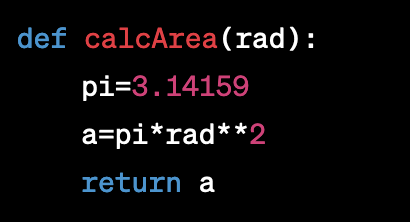 def calcArea(rad):
    pi=3.14159
    a=pi*rad**2
    return a